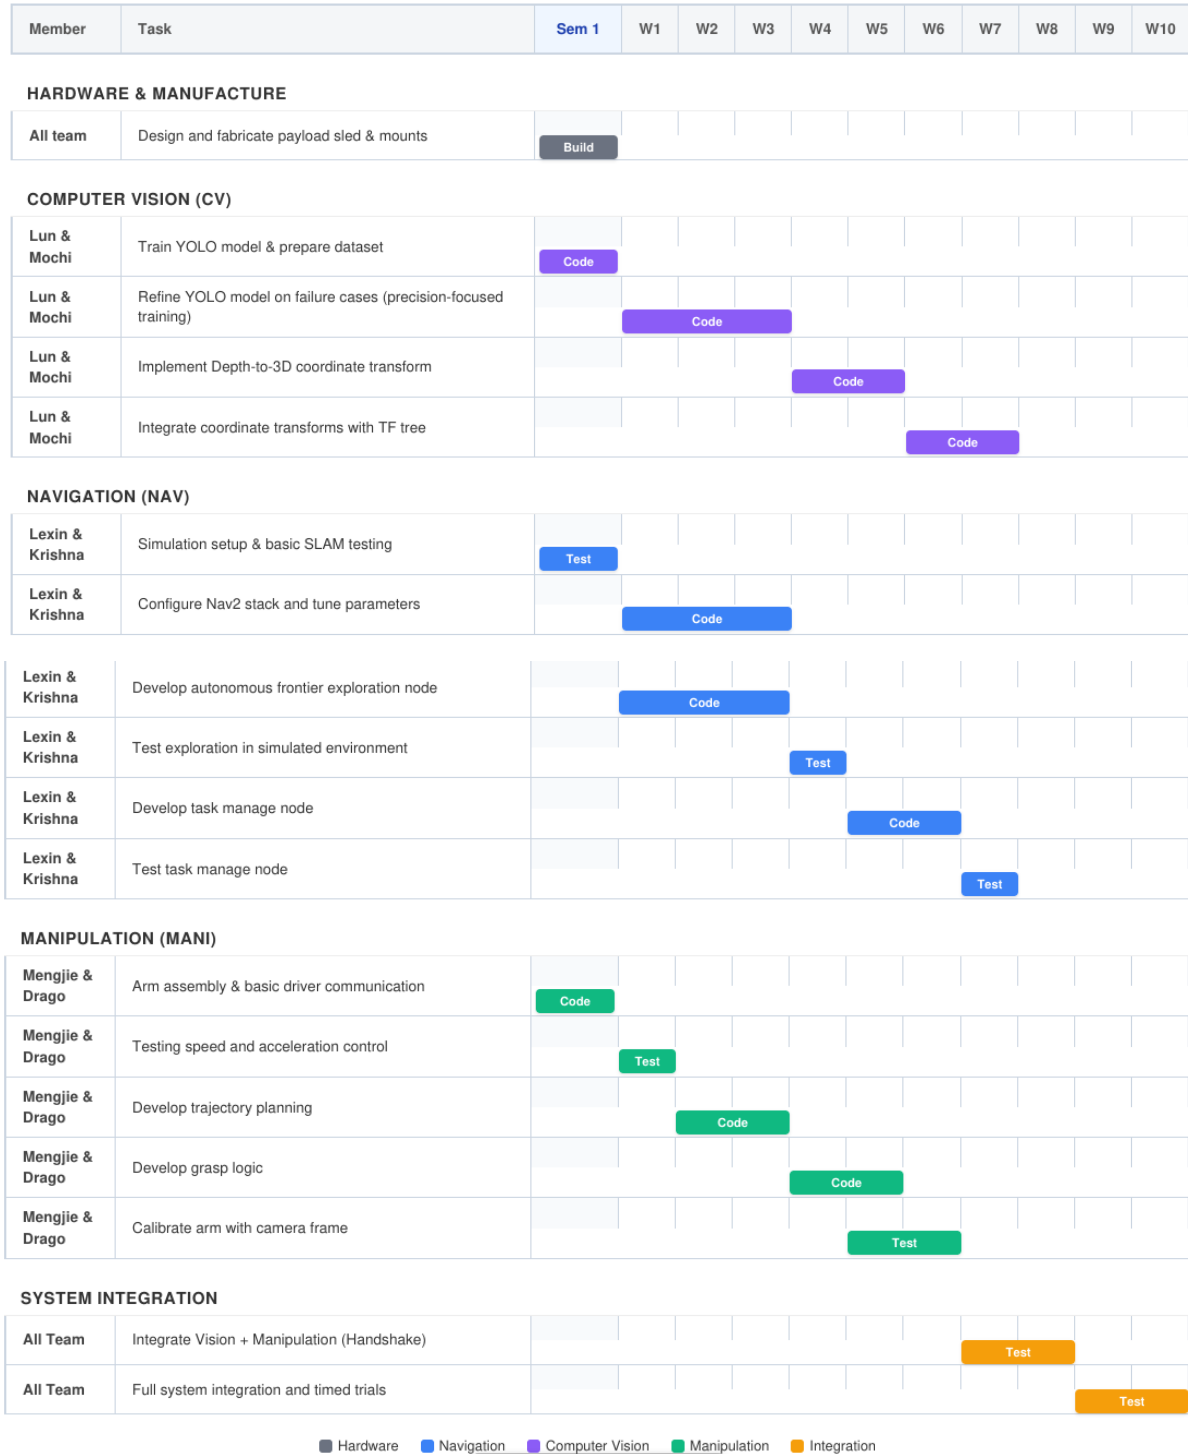 Member Task Sem 1 W1 W2 W3 W4 W5 W6 W7 W8 W9 W10
HARDWARE & MANUFACTURE
All team Design and fabricate payload sled & mounts
Build
COMPUTER VISION (CV)
Lun &
Mochi
Train YOLO model & prepare dataset
Code
Lun &
Mochi
Refine YOLO model on failure cases (precision-focused
training)
Code
Lun &
Mochi
Implement Depth-to-3D coordinate transform
Code
Lun &
Mochi
Integrate coordinate transforms with TF tree
Code
NAVIGATION (NAV)
Lexin &
Krishna
Simulation setup & basic SLAM testing
Test
Lexin &
Krishna
Configure Nav2 stack and tune parameters
Code
Lexin &
Krishna
Develop autonomous frontier exploration node
Code
Lexin &
Krishna
Test exploration in simulated environment
Test
Lexin &
Krishna
Develop task manage node
Code
Lexin &
Krishna
Test task manage node
Test
MANIPULATION (MANI)
Mengjie &
Drago
Arm assembly & basic driver communication
Code
Mengjie &
Drago
Testing speed and acceleration control
Test
Mengjie &
Drago
Develop trajectory planning
Code
Mengjie &
Drago
Develop grasp logic
Code
Mengjie &
Drago
Calibrate arm with camera frame
Test
SYSTEM INTEGRATION
All Team Integrate Vision + Manipulation (Handshake)
Test
All Team Full system integration and timed trials
Test
Hardware Navigation Computer Vision Manipulation Integration